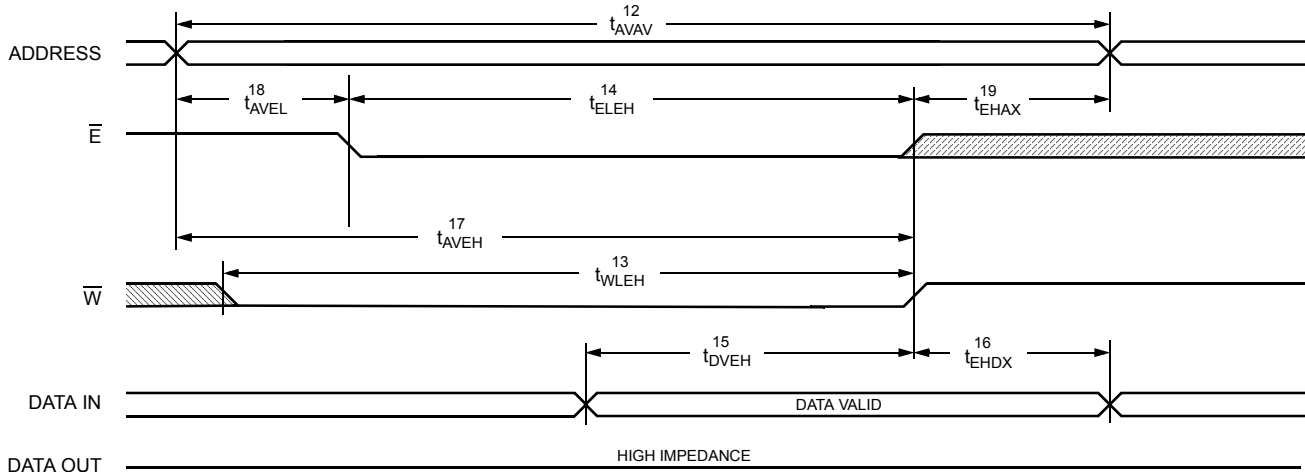 12
tAVAV
ADDRESS
18
tAVEL
14
tELEH
19
tEHAX
E
17
tAVEH
13
tWLEH
W
15
tDVEH
16
tEHDX
DATA IN
DATA VALID
DATA OUT
HIGH IMPEDANCE